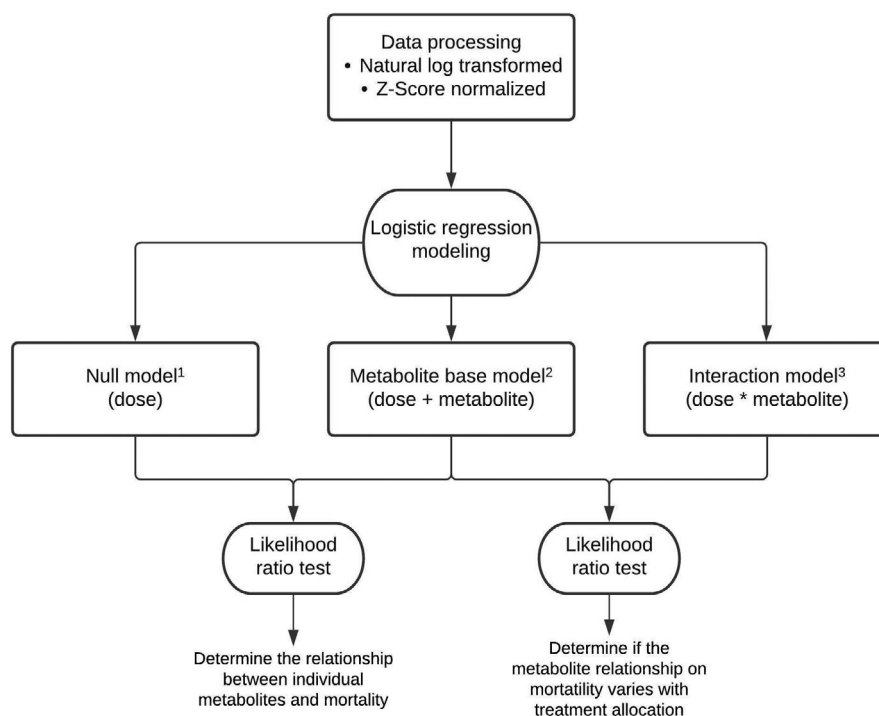 Data processing
• Natural log transformed
• Z-Score normalized
Logistic regression
modeling
Null model¹
(dose)
Metabolite base model²
(dose + metabolite)
Interaction model³
(dose * metabolite)
Likelihood
ratio test
Likelihood
ratio test
Determine the relationship
between individual
metabolites and mortality
Determine if the
metabolite relationship on
mortatility varies with
treatment allocation